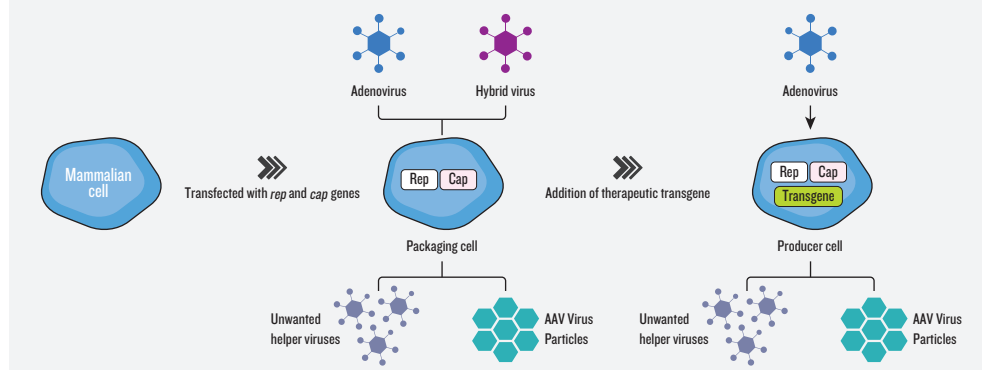 Adenovirus
Hybrid virus
Adenovirus
Mammalian
cell
Transfected with rep and cap genes
Rep
Cap
Addition of therapeutic transgene
Rep
Cap
Transgene
Packaging cell
Producer cell
Unwanted
helper viruses
AAV Virus
Particles
Unwanted
helper viruses
AAV Virus
Particles